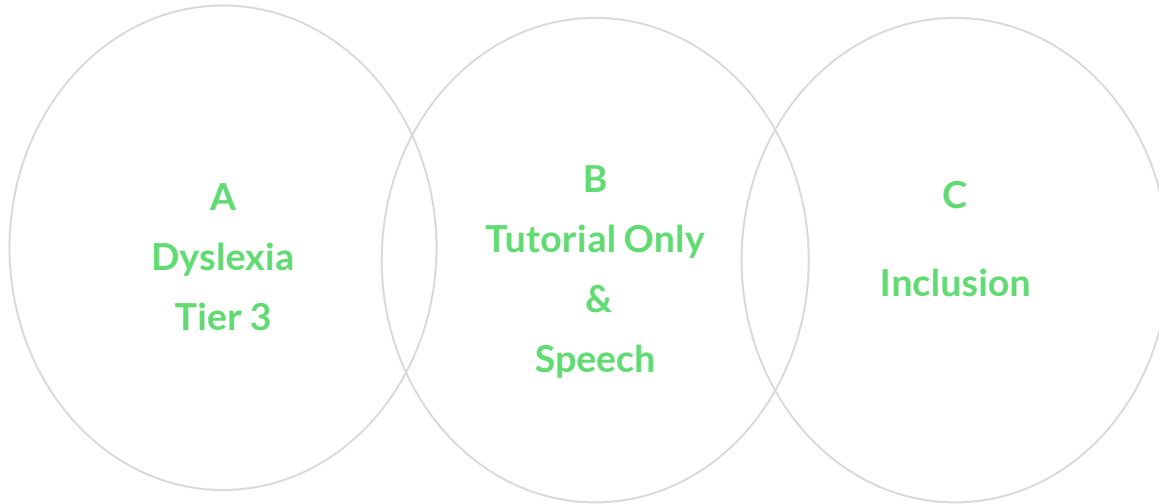 A
Dyslexia
Tier 3
B
Tutorial Only
&
Speech
C
Inclusion